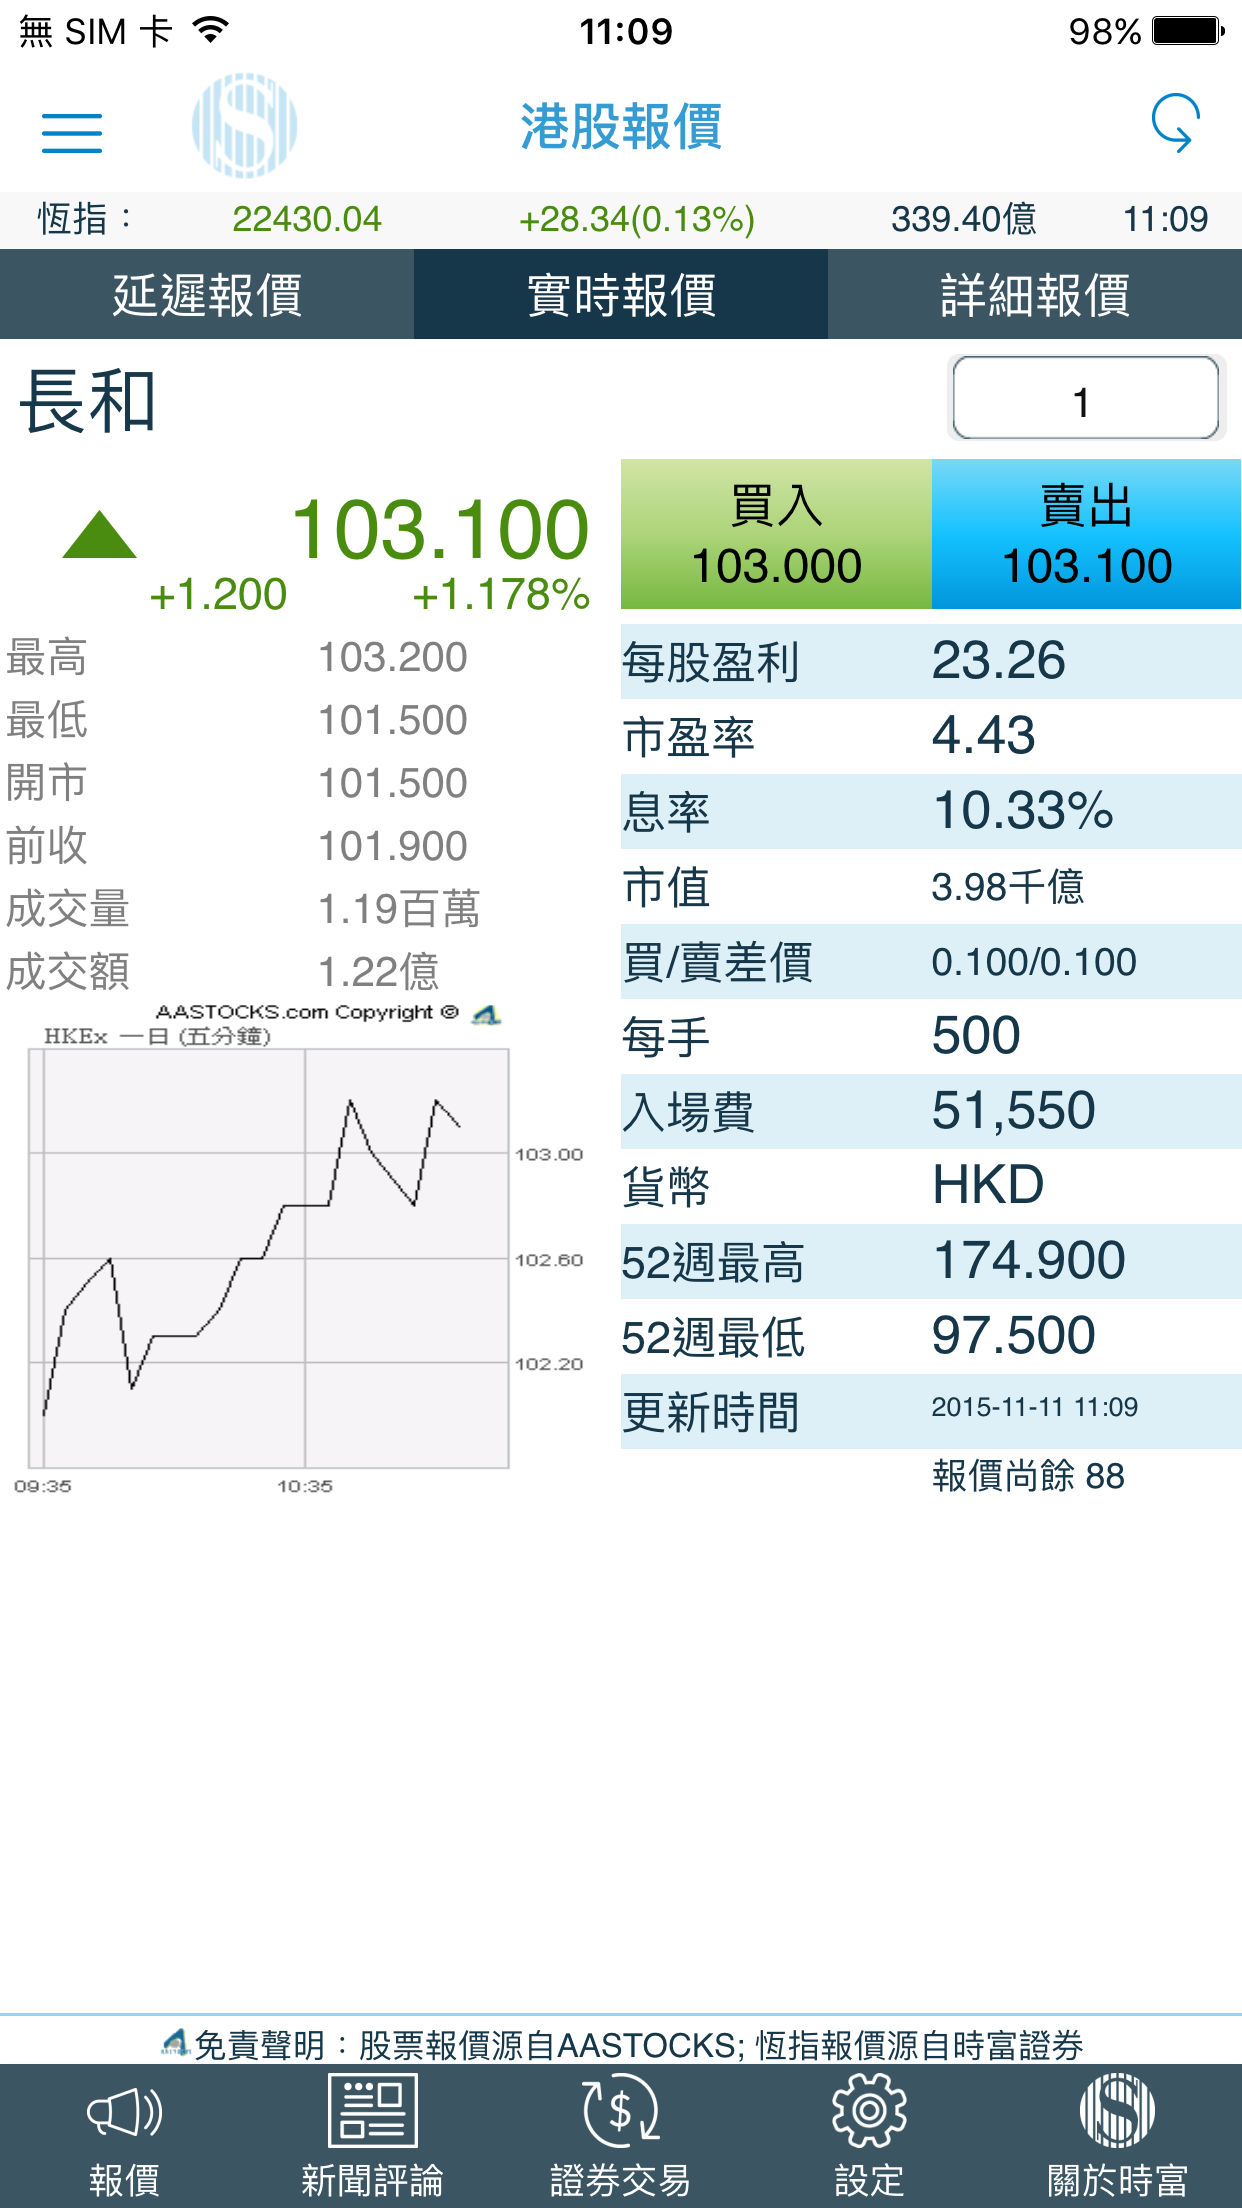 無 SIM 卡 11:09 98%
港股報價
恆指： 22430.04 +28.34(0.13%) 339.40億 11:09
延遲報價 實時報價 詳細報價
長和 1
103.100
+1.200 +1.178%
買入 賣出
103.000 103.100
最高 103.200
最低 101.500
開市 101.500
前收 101.900
成交量 1.19百萬
成交額 1.22億
AASTOCKS.com Copyright ©
HKEx 一日 (五分鐘)
103.00
102.60
102.20
09:35 10:35
每股盈利 23.26
市盈率 4.43
息率 10.33%
市值 3.98千億
買/賣差價 0.100/0.100
每手 500
入場費 51,550
貨幣 HKD
52週最高 174.900
52週最低 97.500
更新時間 2015-11-11 11:09
報價尚餘 88
免責聲明：股票報價源自AASTOCKS; 恆指報價源自時富證券
報價 新聞評論 證券交易 設定 關於時富